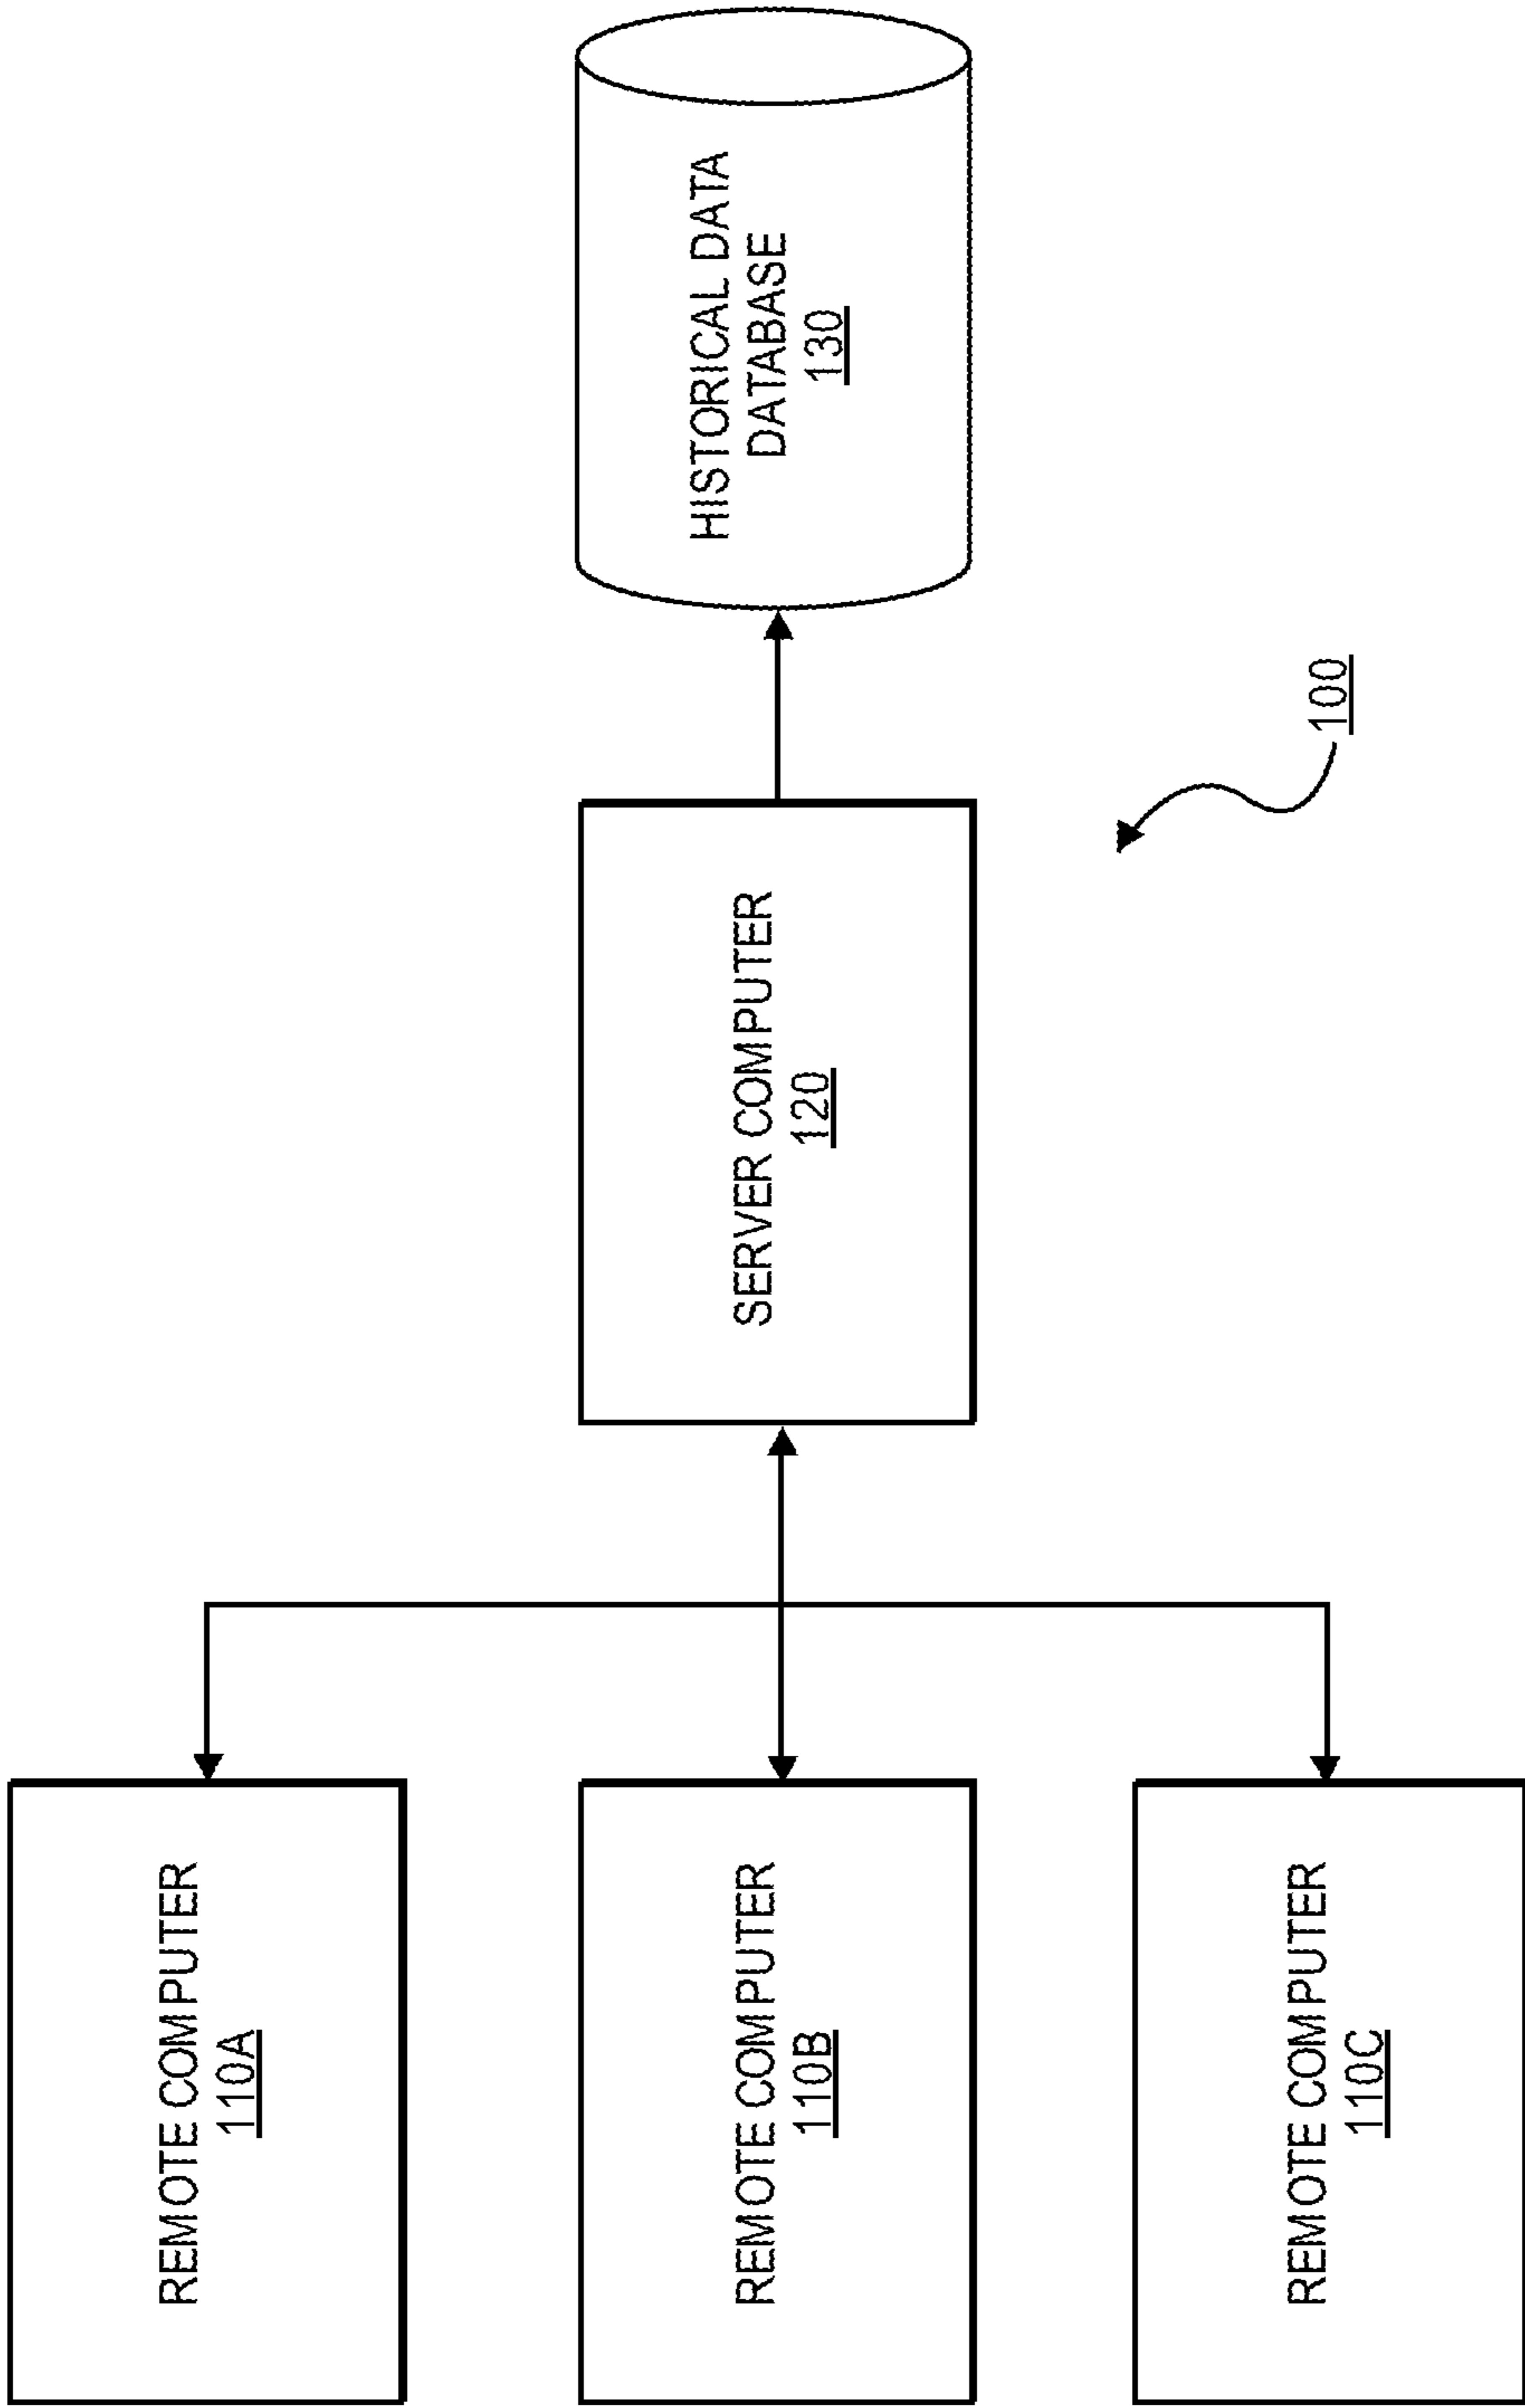 REMOTE COMPUTER
110A
REMOTE COMPUTER
110B
REMOTE COMPUTER
110C
SERVER COMPUTER
120
HISTORICAL DATA
DATABASE
130
100